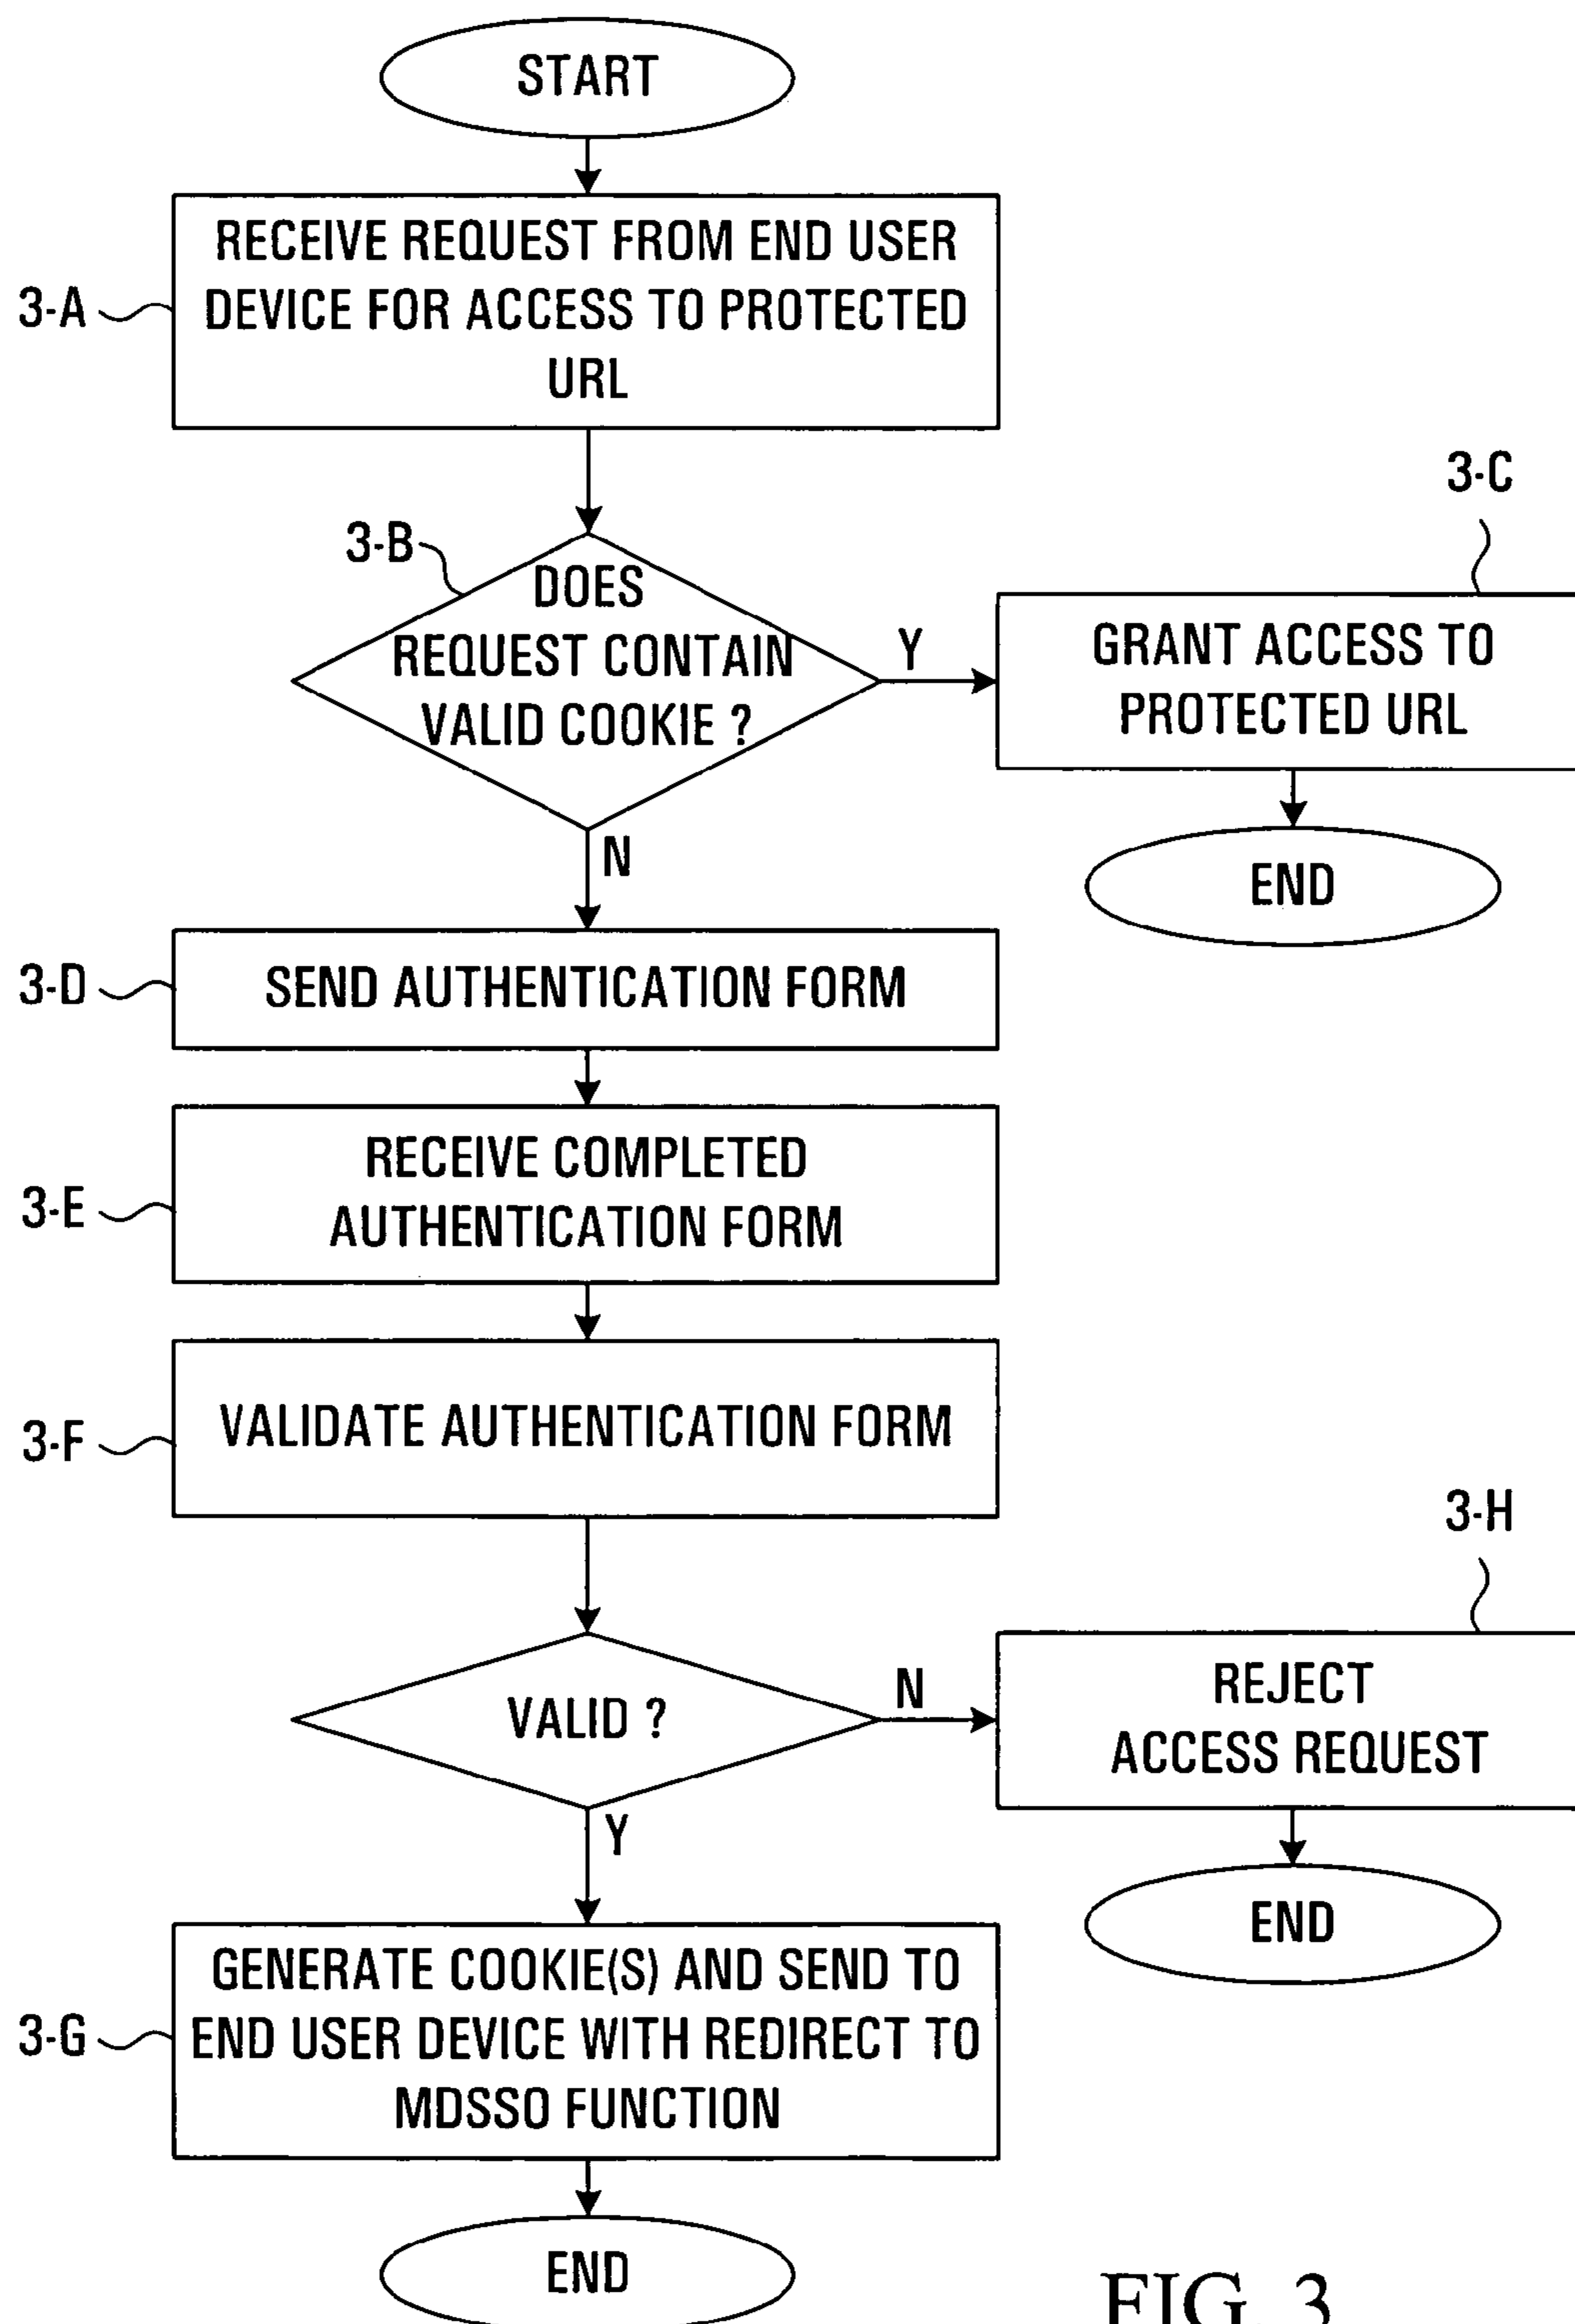 START
RECEIVE REQUEST FROM END USER
DEVICE FOR ACCESS TO PROTECTED
URL
3-A
3-B
DOES
REQUEST CONTAIN
VALID COOKIE ?
Y
3-C
GRANT ACCESS TO
PROTECTED URL
END
N
3-D
SEND AUTHENTICATION FORM
3-E
RECEIVE COMPLETED
AUTHENTICATION FORM
3-F
VALIDATE AUTHENTICATION FORM
VALID ?
N
3-H
REJECT
ACCESS REQUEST
END
Y
3-G
GENERATE COOKIE(S) AND SEND TO
END USER DEVICE WITH REDIRECT TO
MDSSO FUNCTION
END
FIG. 3